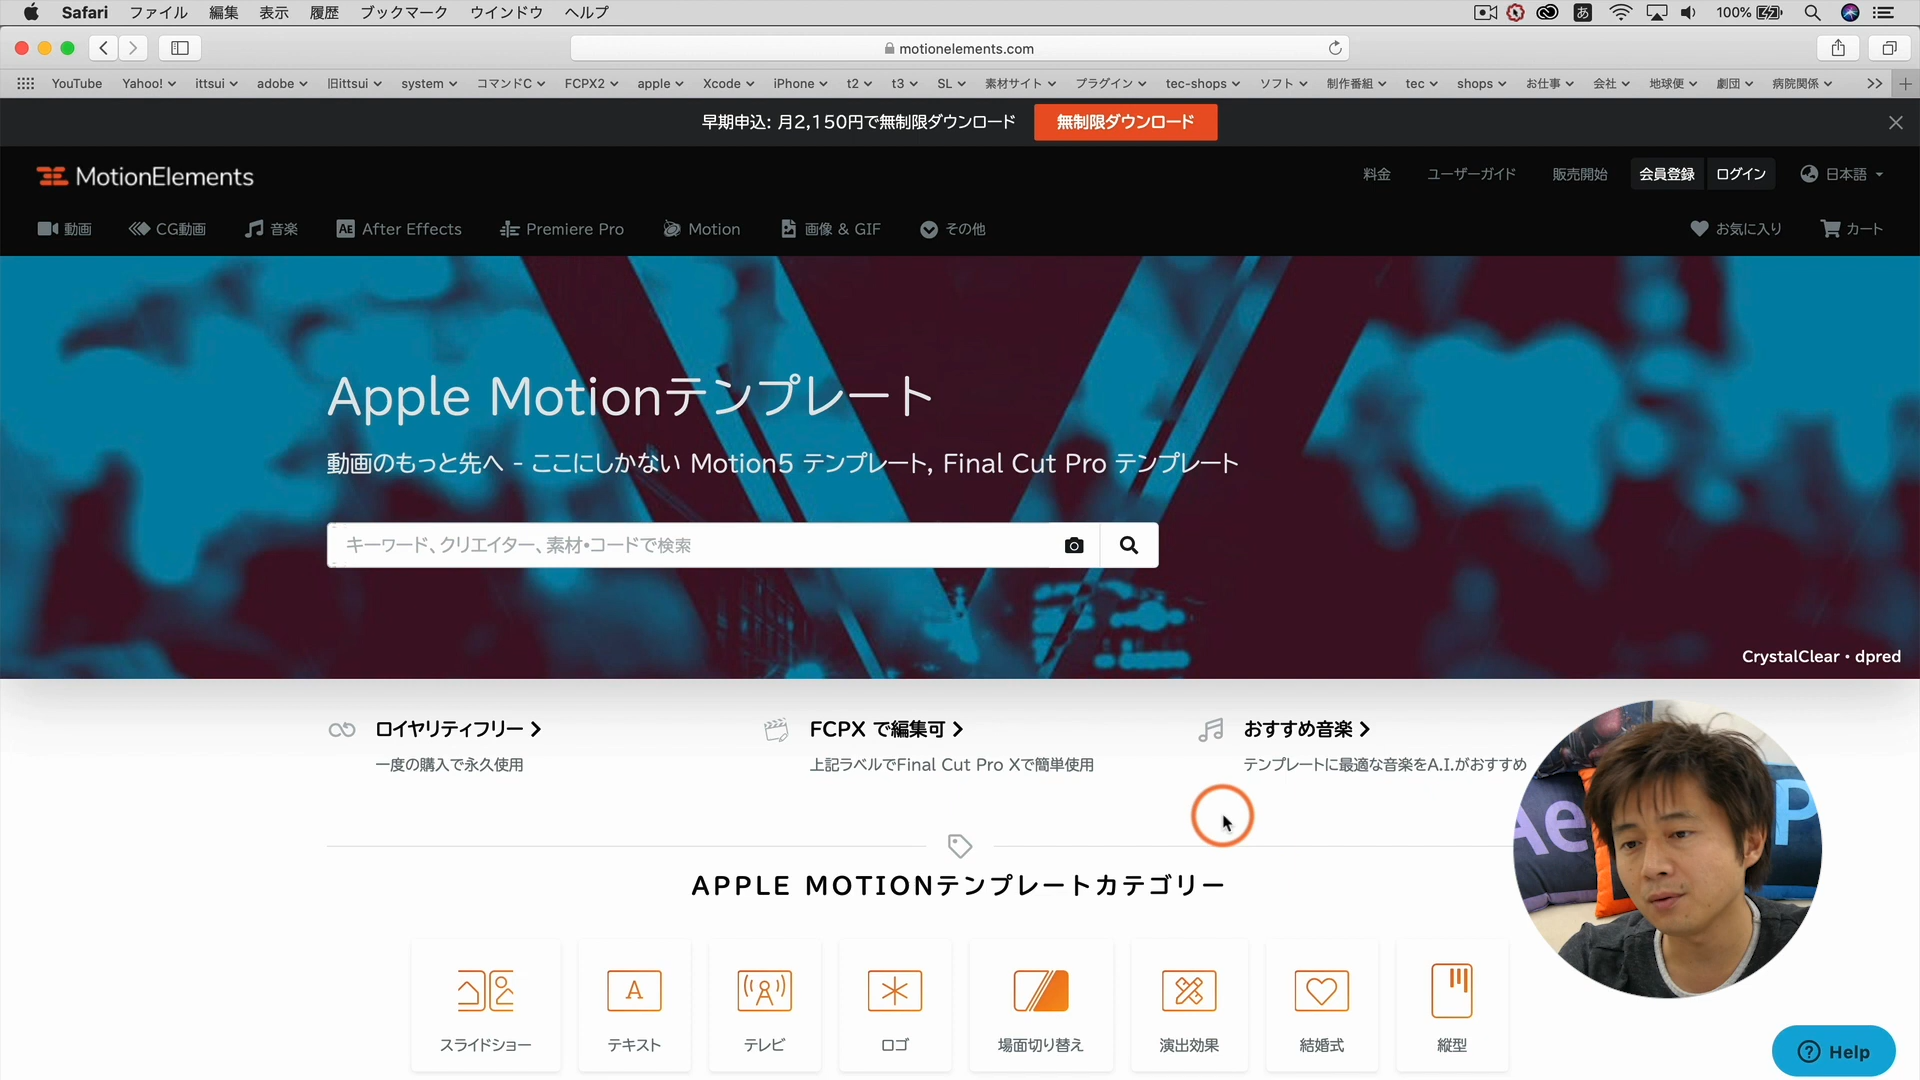 Safari ファイル 編集 表示 履歴 ブックマーク ウインドウ ヘルプ あ 100%
motionelements.com
YouTube Yahoo! ittsui adobe 旧ittsui system コマンドC FCPX2 apple Xcode iPhone t2 t3 SL 素材サイト プラグイン tec-shops ソフト 制作番組 tec shops お仕事 会社 地球便 劇団 病院関係
早期申込: 月2,150円で無制限ダウンロード 無制限ダウンロード
MotionElements 料金 ユーザーガイド 販売開始 会員登録 ログイン 日本語
動画 CG動画 音楽 AE After Effects Premiere Pro Motion 画像 & GIF その他 お気に入り カート
Apple Motionテンプレート
動画のもっと先へ - ここにしかない Motion5 テンプレート, Final Cut Pro テンプレート
キーワード、クリエイター、素材•コードで検索
CrystalClear • dpred
ロイヤリティフリー FCPX で編集可 おすすめ音楽
一度の購入で永久使用 上記ラベルでFinal Cut Pro Xで簡単使用 テンプレートに最適な音楽をA.I.がおすすめ
Ae P
APPLE MOTIONテンプレートカテゴリー
A
スライドショー テキスト テレビ ロゴ 場面切り替え 演出効果 結婚式 縦型
? Help